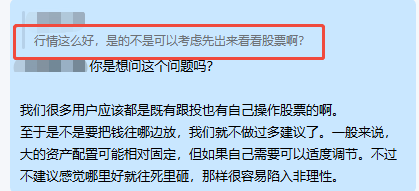 行情这么好，是的不是可以考虑先出来看看股票啊？
你是想问这个问题吗？
我们很多用户应该都是既有跟投也有自己操作股票的啊。
至于是不是要把钱往哪边放，我们就不做过多建议了。一般来说，
大的资产配置可能相对固定，但如果自己需要可以适度调节。不过
不建议感觉哪里好就往死里砸，那样很容易陷入非理性。